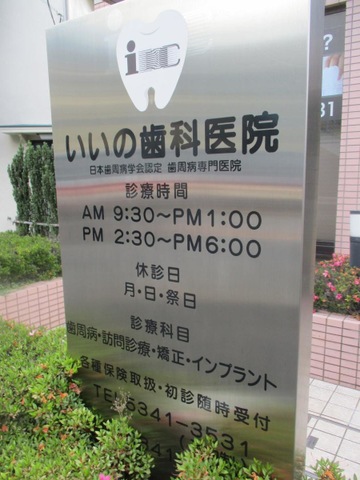 いいの歯科医院
日本歯周病学会認定 歯周病専門医院
診療時間
AM 9:30〜PM1:00
PM 2:30〜PM6:00
休診日
月・日・祭日
診療科目
歯周病・訪問診療・矯正・インプラント
各種保険取扱・初診随時受付
TEL 6341-3531
?
31